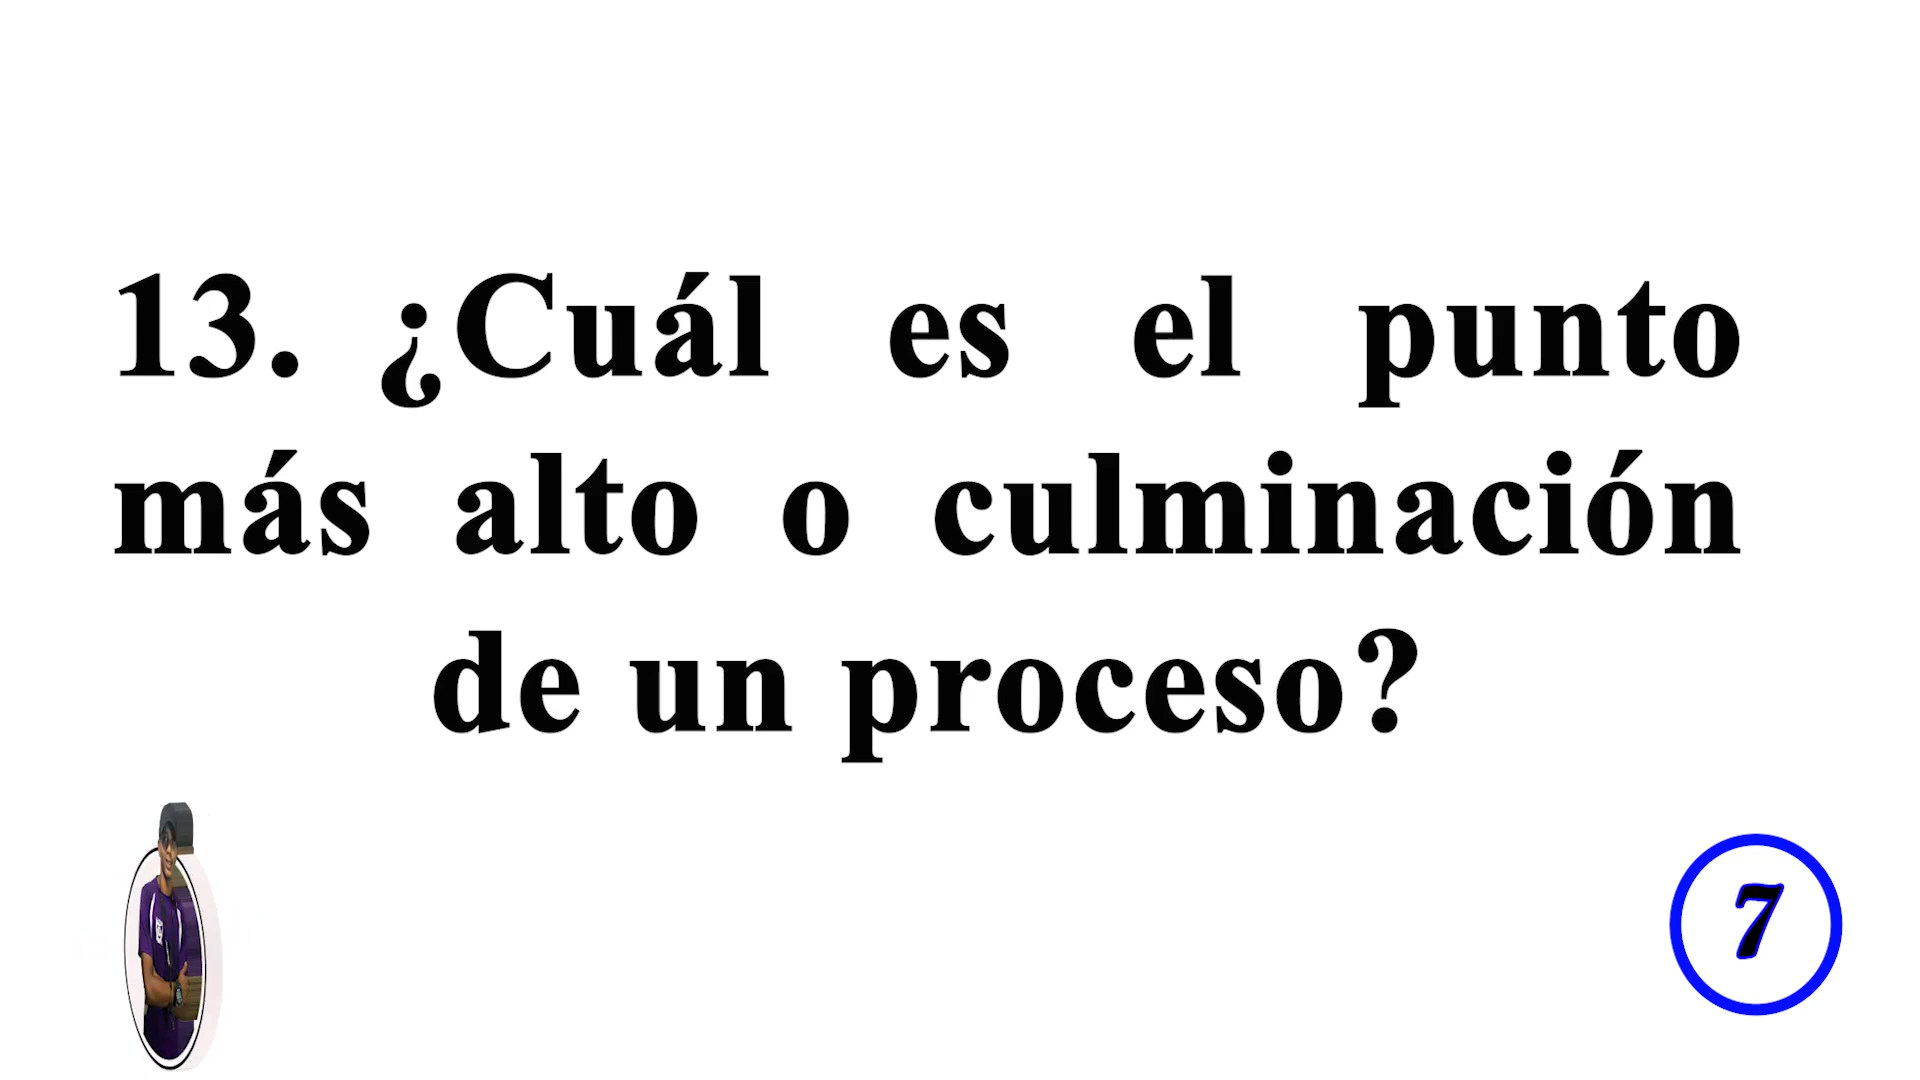 13. ¿Cuál es el punto
más alto o culminación
de un proceso?
7